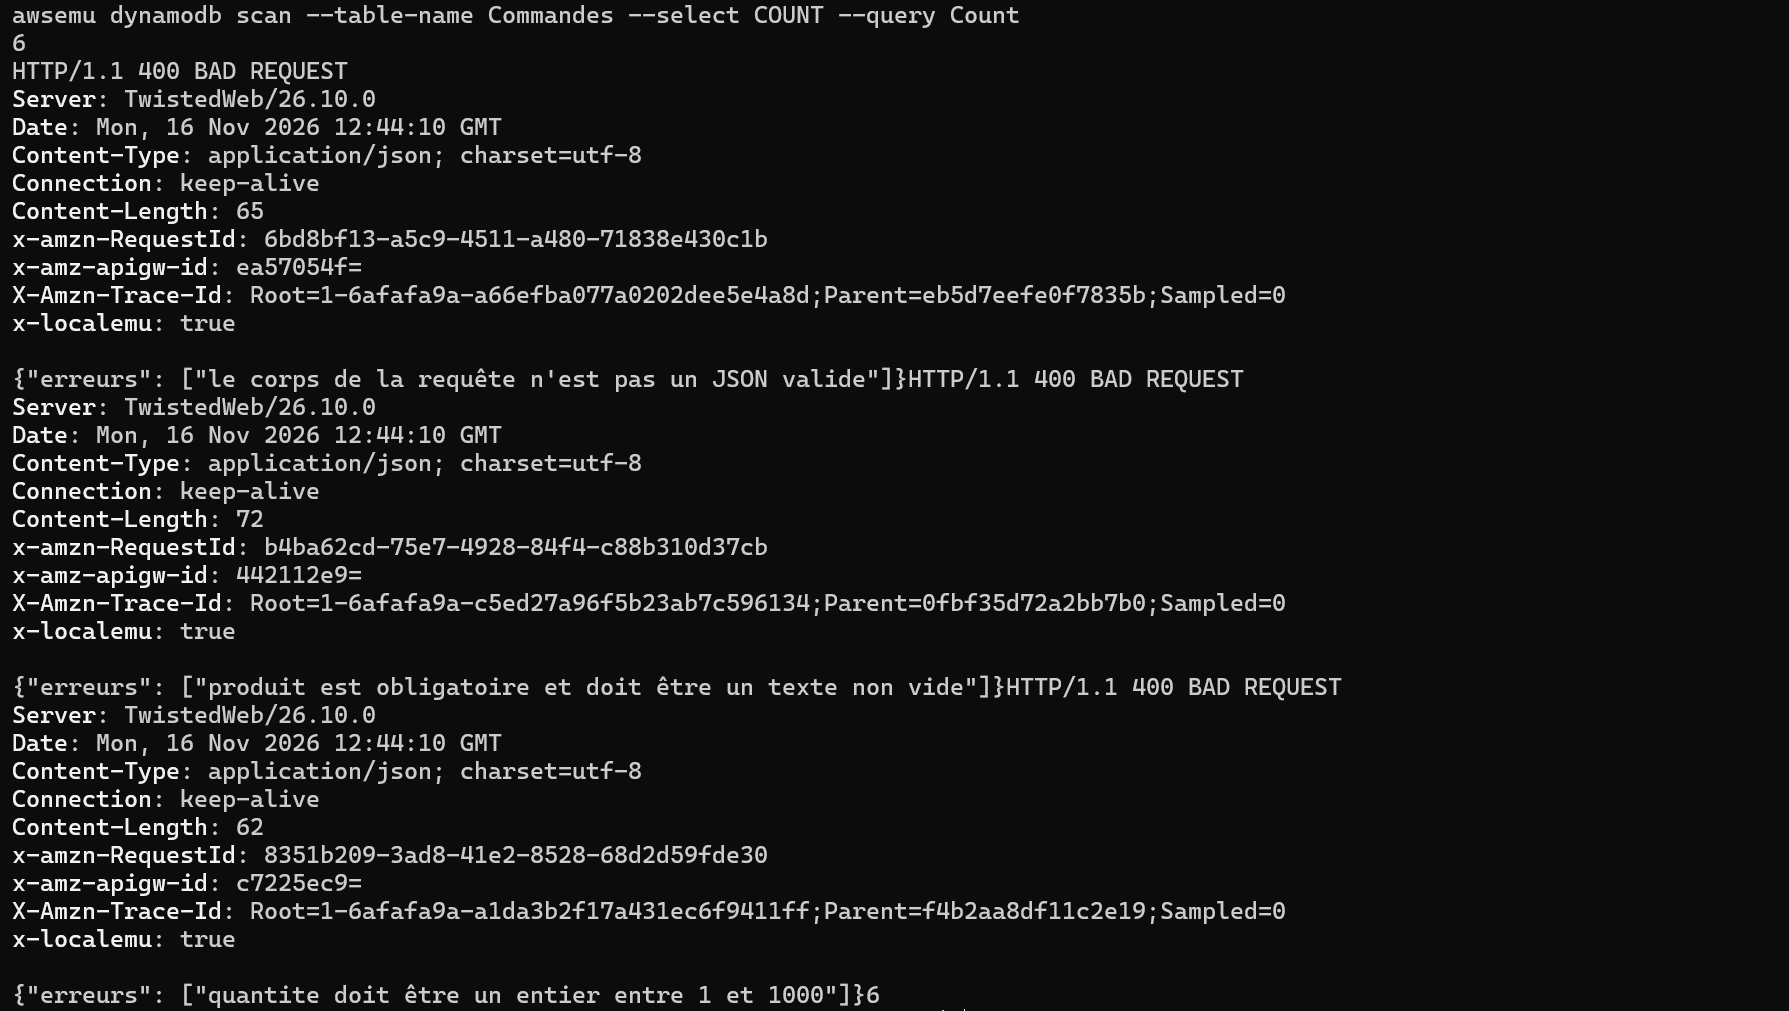 awsemu dynamodb scan --table-name Commandes --select COUNT --query Count
6
HTTP/1.1 400 BAD REQUEST
Server: TwistedWeb/26.10.0
Date: Mon, 16 Nov 2026 12:44:10 GMT
Content-Type: application/json; charset=utf-8
Connection: keep-alive
Content-Length: 65
x-amzn-RequestId: 6bd8bf13-a5c9-4511-a480-71838e430c1b
x-amz-apigw-id: ea57054f=
X-Amzn-Trace-Id: Root=1-6afafa9a-a66efba077a0202dee5e4a8d;Parent=eb5d7eefe0f7835b;Sampled=0
x-localemu: true

{"erreurs": ["le corps de la requête n'est pas un JSON valide"]}HTTP/1.1 400 BAD REQUEST
Server: TwistedWeb/26.10.0
Date: Mon, 16 Nov 2026 12:44:10 GMT
Content-Type: application/json; charset=utf-8
Connection: keep-alive
Content-Length: 72
x-amzn-RequestId: b4ba62cd-75e7-4928-84f4-c88b310d37cb
x-amz-apigw-id: 442112e9=
X-Amzn-Trace-Id: Root=1-6afafa9a-c5ed27a96f5b23ab7c596134;Parent=0fbf35d72a2bb7b0;Sampled=0
x-localemu: true

{"erreurs": ["produit est obligatoire et doit être un texte non vide"]}HTTP/1.1 400 BAD REQUEST
Server: TwistedWeb/26.10.0
Date: Mon, 16 Nov 2026 12:44:10 GMT
Content-Type: application/json; charset=utf-8
Connection: keep-alive
Content-Length: 62
x-amzn-RequestId: 8351b209-3ad8-41e2-8528-68d2d59fde30
x-amz-apigw-id: c7225ec9=
X-Amzn-Trace-Id: Root=1-6afafa9a-a1da3b2f17a431ec6f9411ff;Parent=f4b2aa8df11c2e19;Sampled=0
x-localemu: true

{"erreurs": ["quantite doit être un entier entre 1 et 1000"]}6